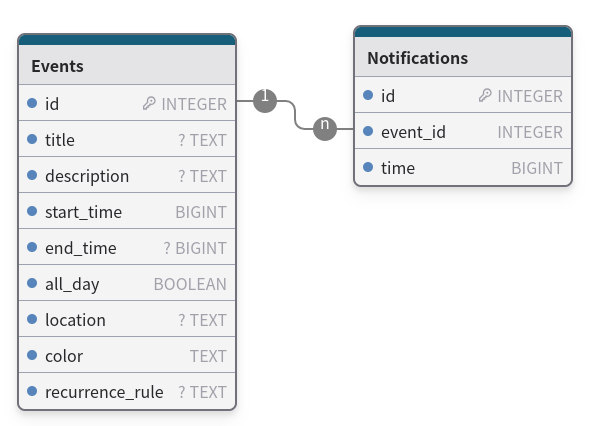 Events
id INTEGER
title ? TEXT
description ? TEXT
start_time BIGINT
end_time ? BIGINT
all_day BOOLEAN
location ? TEXT
color TEXT
recurrence_rule ? TEXT
1
n
Notifications
id INTEGER
event_id INTEGER
time BIGINT